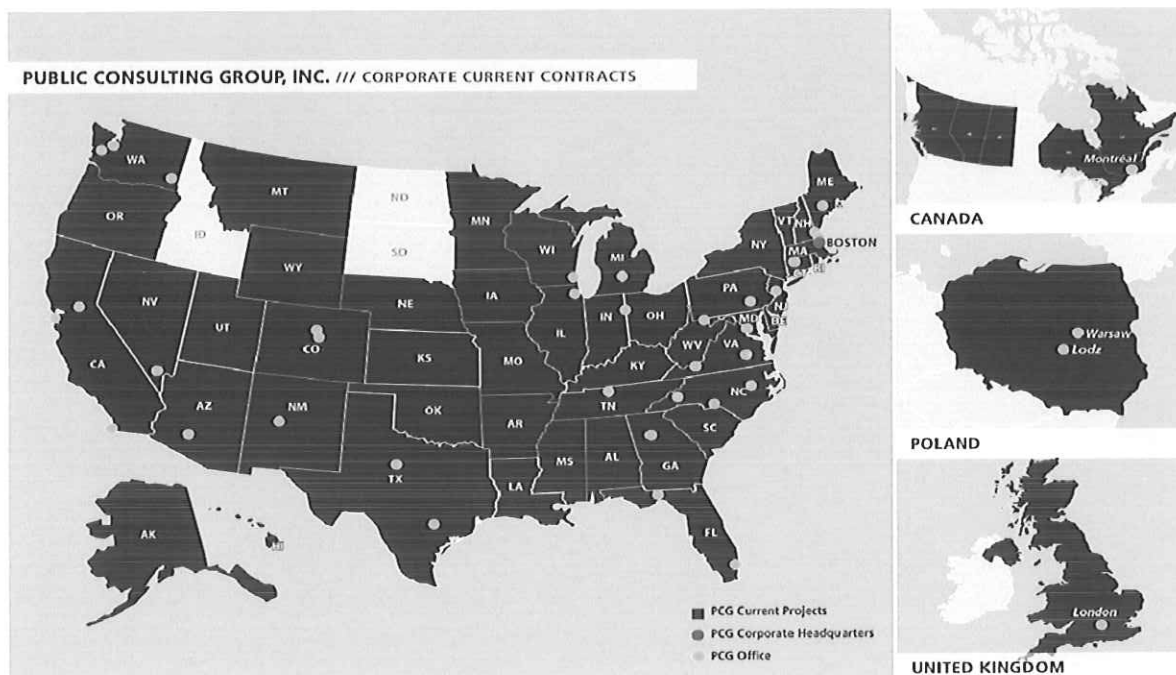 PUBLIC CONSULTING GROUP, INC. /// CORPORATE CURRENT CONTRACTS
WA
MT
ND
MN
ME
OR
ID
WI
VT
NH
NY
BOSTON
SD
MI
MA
WY
CT
RI
IA
PA
NE
NV
NJ
OH
IN
IL
UT
MD
DE
CO
WV
VA
CA
KS
MO
KY
NC
TN
AZ
NM
OK
AR
SC
MS
AL
GA
TX
LA
AK
HI
FL
PCG Current Projects
PCG Corporate Headquarters
PCG Office
Montréal
CANADA
Warsaw
Lodz
POLAND
London
UNITED KINGDOM